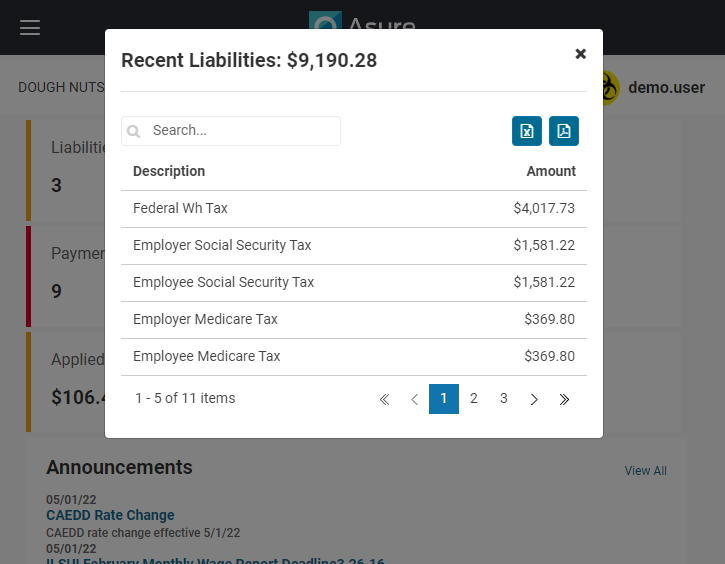 Asure
Recent Liabilities: $9,190.28
DOUGH NUTS
demo.user
Search...
Description Amount
Federal Wh Tax $4,017.73
Employer Social Security Tax $1,581.22
Employee Social Security Tax $1,581.22
Employer Medicare Tax $369.80
Employee Medicare Tax $369.80
1 - 5 of 11 items 1 2 3
3
9
Applied
$106.4
Announcements
View All
05/01/22
CAEDD Rate Change
CAEDD rate change effective 5/1/22
05/01/22